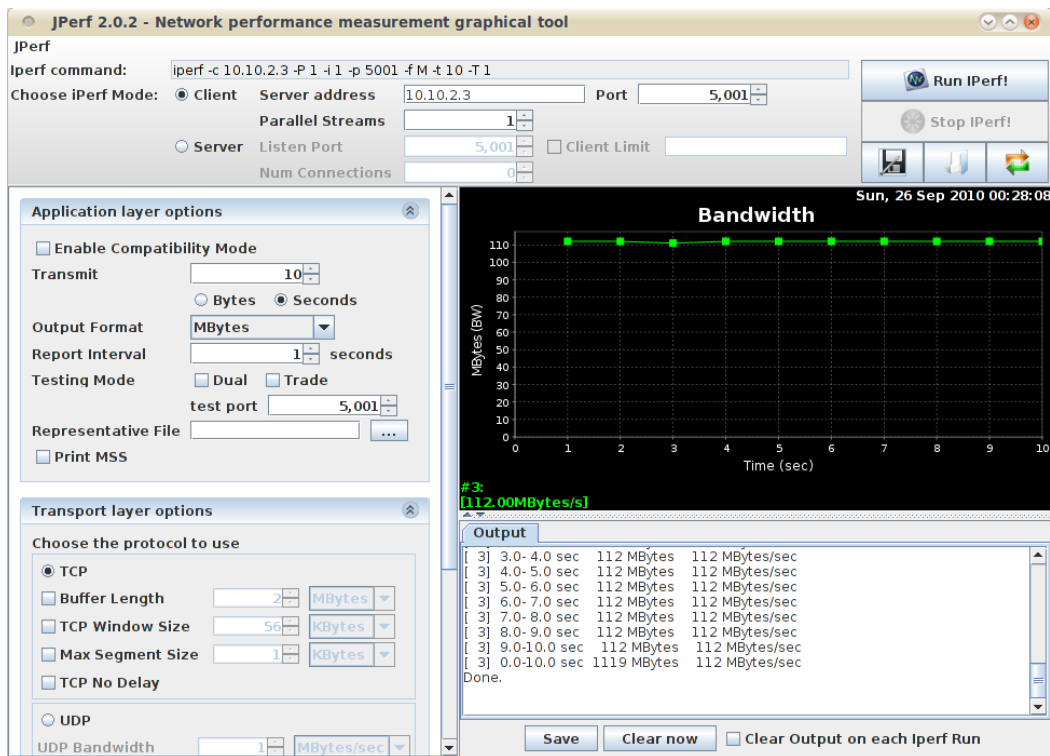 JPerf 2.0.2 - Network performance measurement graphical tool
JPerf
Iperf command: iperf -c 10.10.2.3 -P 1 -i 1 -p 5001 -f M -t 10 -T 1
Choose iPerf Mode: Client Server address 10.10.2.3 Port 5,001
Parallel Streams 1
Server Listen Port 5,001 Client Limit
Num Connections 0
Run IPerf!
Stop IPerf!
Application layer options
Enable Compatibility Mode
Transmit 10
Bytes Seconds
Output Format MBytes
Report Interval 1 seconds
Testing Mode Dual Trade
test port 5,001
Representative File ...
Print MSS
Transport layer options
Choose the protocol to use
TCP
Buffer Length 2 MBytes
TCP Window Size 56 KBytes
Max Segment Size 1 KBytes
TCP No Delay
UDP
UDP Bandwidth 1 MBytes/sec
Sun, 26 Sep 2010 00:28:08
Bandwidth
MBytes (BW)
110
100
90
80
70
60
50
40
30
20
10
0
0 1 2 3 4 5 6 7 8 9 10
Time (sec)
#3:
[112.00MBytes/s]
Output
[ 3] 3.0- 4.0 sec 112 MBytes 112 MBytes/sec
[ 3] 4.0- 5.0 sec 112 MBytes 112 MBytes/sec
[ 3] 5.0- 6.0 sec 112 MBytes 112 MBytes/sec
[ 3] 6.0- 7.0 sec 112 MBytes 112 MBytes/sec
[ 3] 7.0- 8.0 sec 112 MBytes 112 MBytes/sec
[ 3] 8.0- 9.0 sec 112 MBytes 112 MBytes/sec
[ 3] 9.0-10.0 sec 112 MBytes 112 MBytes/sec
[ 3] 0.0-10.0 sec 1119 MBytes 112 MBytes/sec
Done.
Save Clear now Clear Output on each Iperf Run